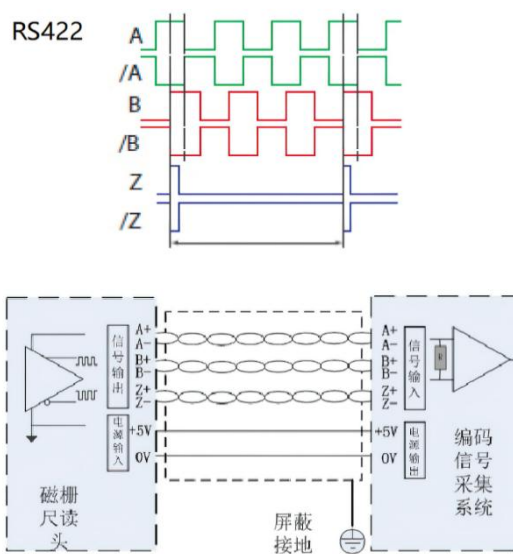 RS422
A
/A
B
/B
Z
/Z
A+
A-
B+
B-
Z+
Z-
+5V
0V
信号输出
电源输入
磁栅
尺读
头
屏蔽
接地
A+
A-
B+
B-
Z+
Z-
+5V
0V
信号输入
电源输出
编码
信号
采集
系统